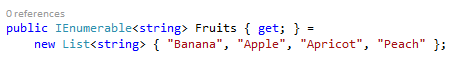 0 references
public IEnumerable<string> Fruits { get; } =
new List<string> { "Banana", "Apple", "Apricot", "Peach" };